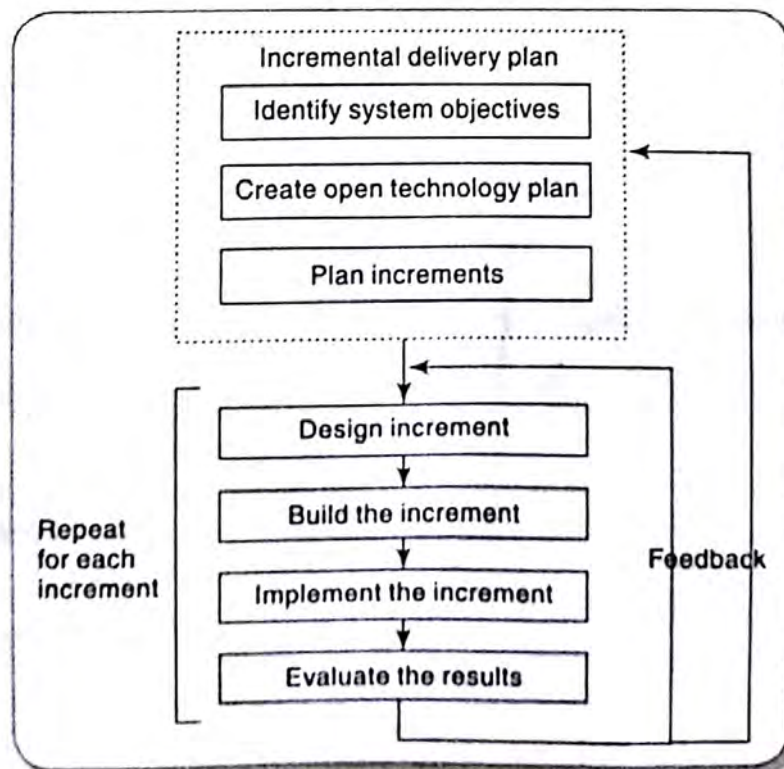 Incremental delivery plan
Identify system objectives
Create open technology plan
Plan increments
Design increment
Build the increment
Implement the increment
Evaluate the results
Repeat
for each
increment
Feedback